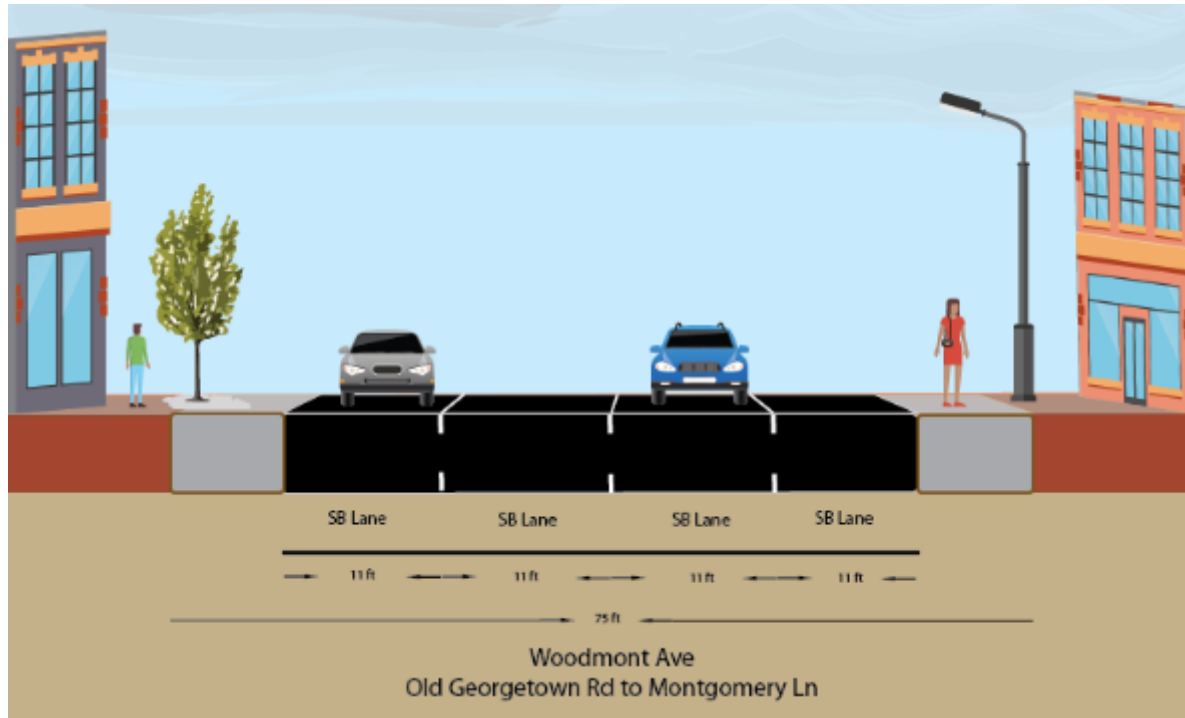 SB Lane SB Lane SB Lane SB Lane
11 ft 11 ft 11 ft 11 ft
75 ft
Woodmont Ave
Old Georgetown Rd to Montgomery Ln